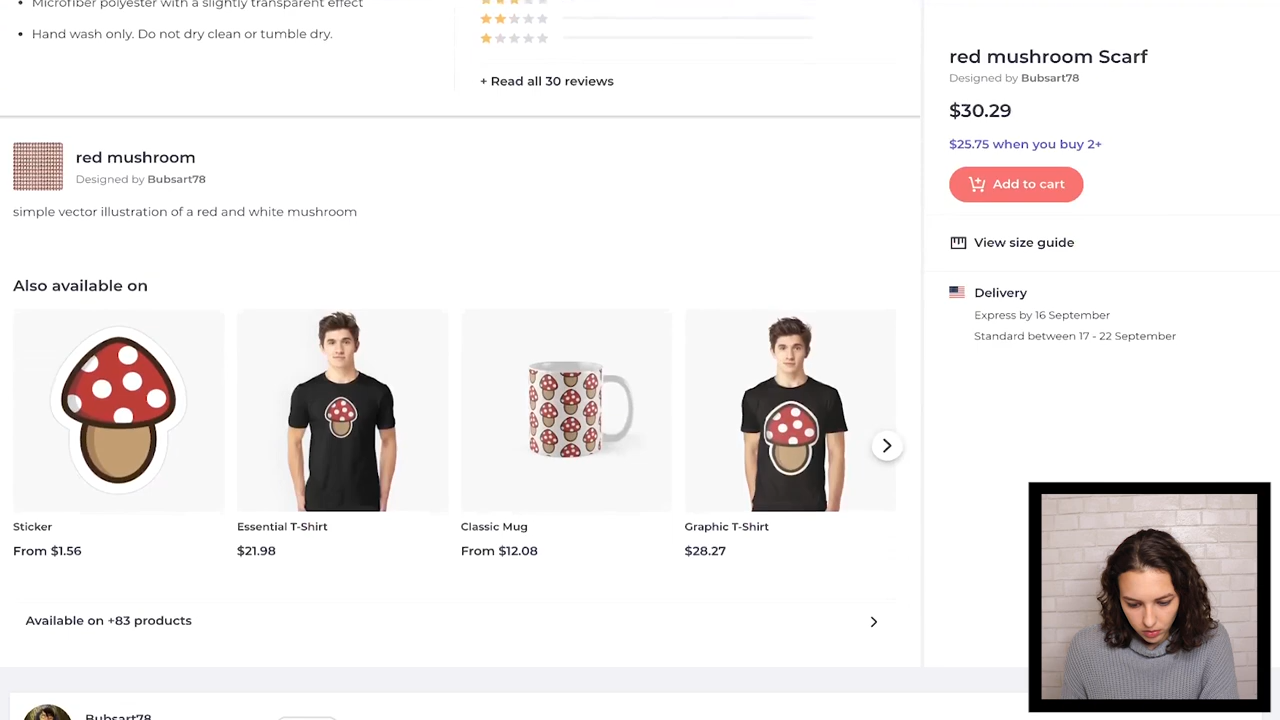 Microfiber polyester with a slightly transparent effect
Hand wash only. Do not dry clean or tumble dry.
+ Read all 30 reviews
red mushroom
Designed by Bubsart78
simple vector illustration of a red and white mushroom
Also available on
Sticker
From $1.56
Essential T-Shirt
$21.98
Classic Mug
From $12.08
Graphic T-Shirt
$28.27
Available on +83 products
Bubsart78
red mushroom Scarf
Designed by Bubsart78
$30.29
$25.75 when you buy 2+
Add to cart
View size guide
Delivery
Express by 16 September
Standard between 17 - 22 September